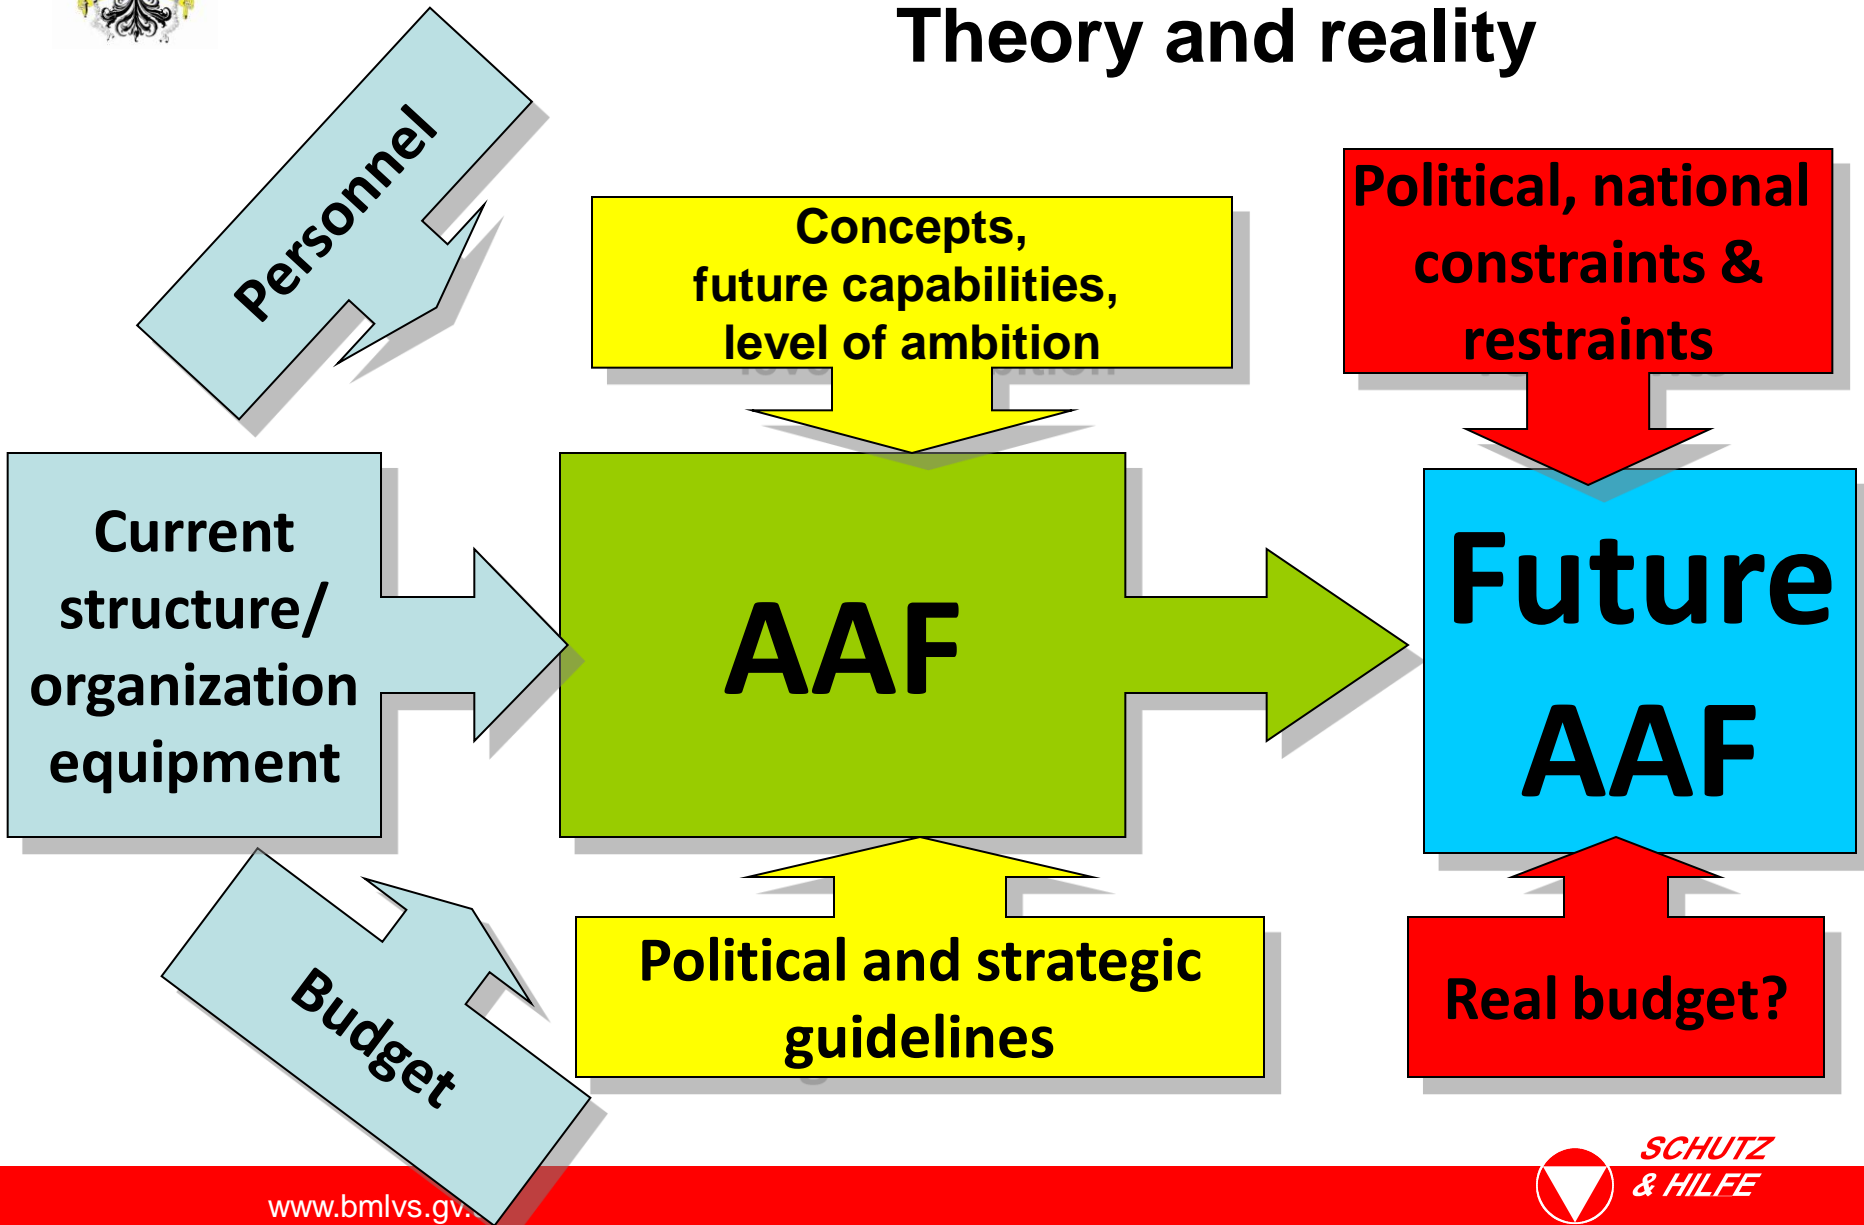 Theory and reality
Personnel
Concepts,
future capabilities,
level of ambition
Political, national
constraints &
restraints
Current
structure/
organization
equipment
AAF
Future
AAF
Budget
Political and strategic
guidelines
Real budget?
SCHUTZ
& HILFE
www.bmlvs.gv.